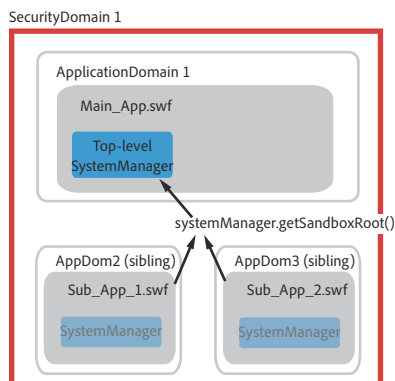 SecurityDomain 1
ApplicationDomain 1
Main_App.swf
Top-level
SystemManager
systemManager.getSandboxRoot()
AppDom2 (sibling)
AppDom3 (sibling)
Sub_App_1.swf
Sub_App_2.swf
SystemManager
SystemManager